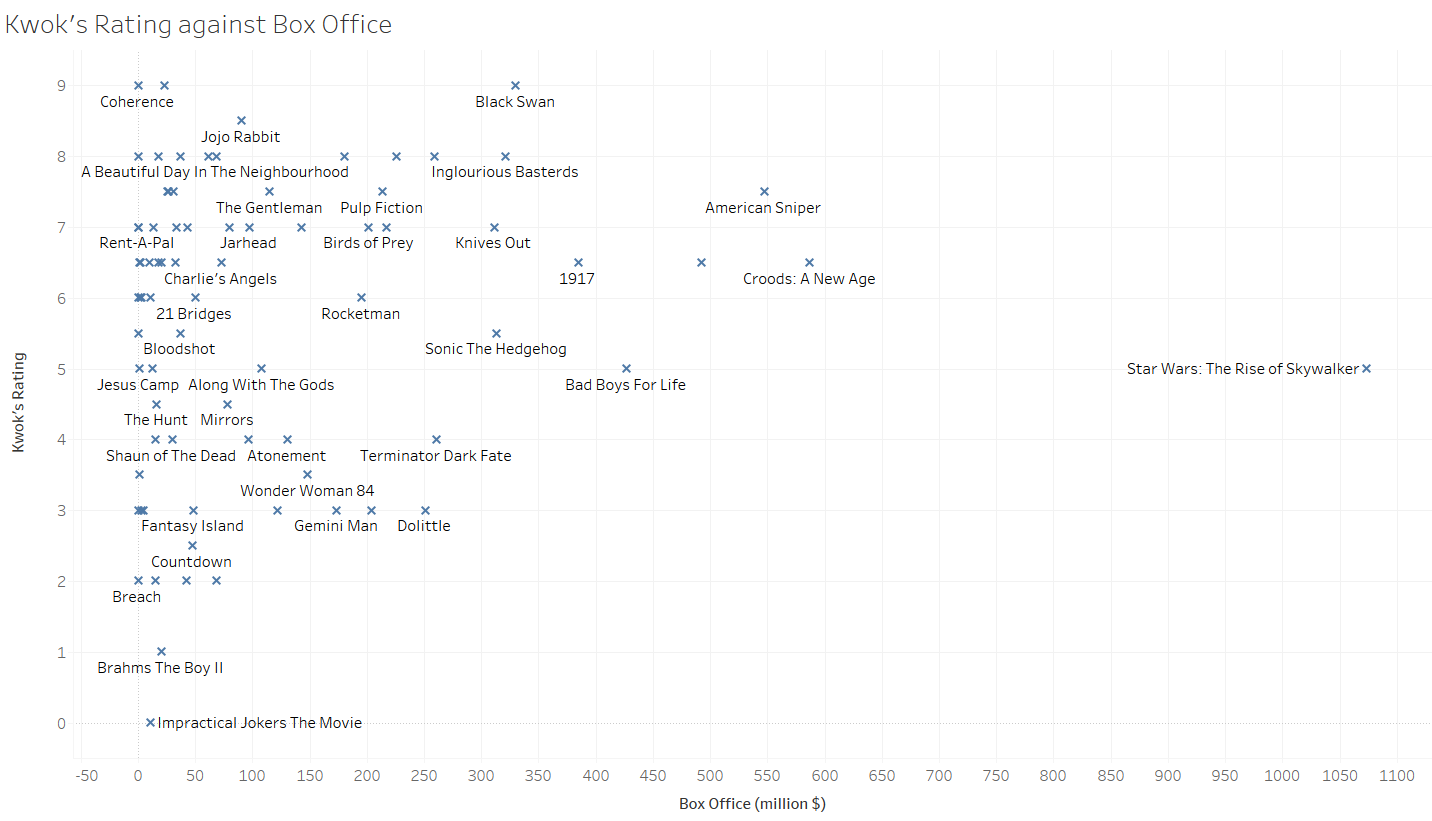 Kwok's Rating against Box Office
9
Coherence
Black Swan
Jojo Rabbit
8
A Beautiful Day In The Neighbourhood
Inglourious Basterds
The Gentleman
Pulp Fiction
American Sniper
7
Rent-A-Pal
Jarhead
Birds of Prey
Knives Out
Charlie's Angels
1917
Croods: A New Age
6
21 Bridges
Rocketman
Bloodshot
Sonic The Hedgehog
5
Star Wars: The Rise of Skywalker
Jesus Camp
Along With The Gods
Bad Boys For Life
The Hunt
Mirrors
4
Shaun of The Dead
Atonement
Terminator Dark Fate
Wonder Woman 84
3
Fantasy Island
Gemini Man
Dolittle
Countdown
2
Breach
1
Brahms The Boy II
0
Impractical Jokers The Movie
Kwok's Rating
-50 0 50 100 150 200 250 300 350 400 450 500 550 600 650 700 750 800 850 900 950 1000 1050 1100
Box Office (million $)